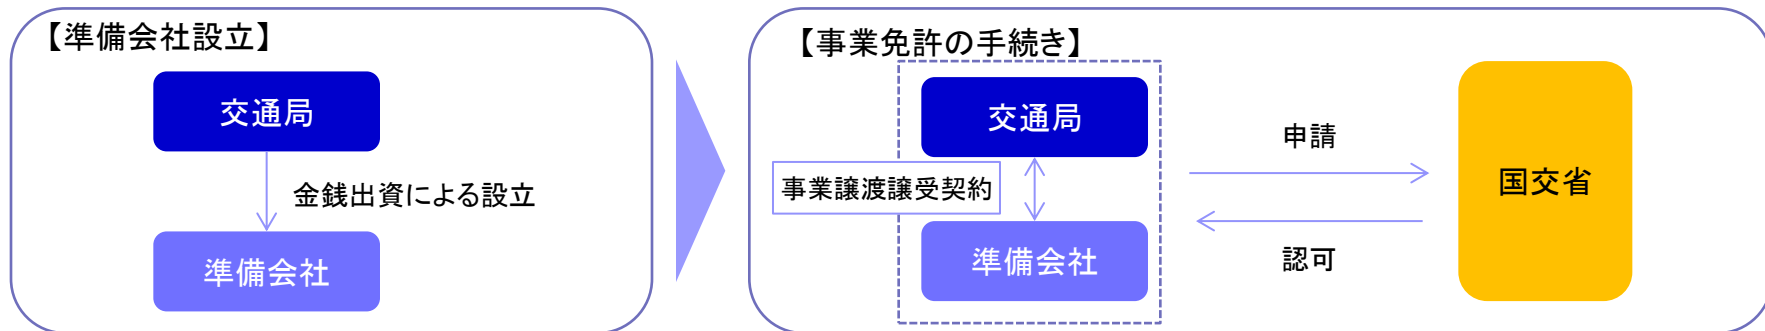 【準備会社設立】
交通局
金銭出資による設立
準備会社
【事業免許の手続き】
交通局
事業譲渡譲受契約
準備会社
申請
認可
国交省